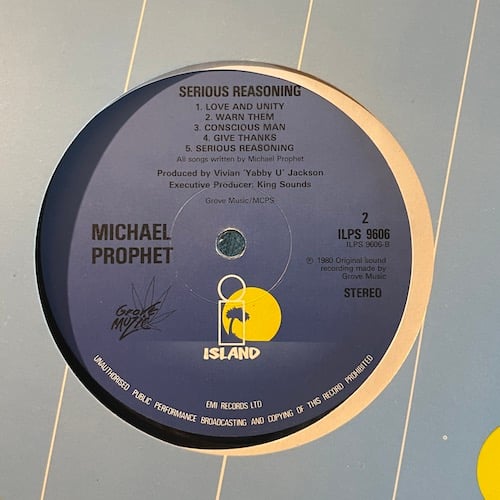 SERIOUS REASONING
1. LOVE AND UNITY
2. WARN THEM
3. CONSCIOUS MAN
4. GIVE THANKS
5. SERIOUS REASONING
All songs written by Michael Prophet
Produced by Vivian 'Yabby U' Jackson
Executive Producer: King Sounds
Grove Music/MCPS
MICHAEL
PROPHET
2
ILPS 9606
ILPS 9606-B
℗ 1980 Original sound
recording made by
Grove Music
STEREO
Grove
Muzic
ISLAND
EMI RECORDS LTD
UNAUTHORISED PUBLIC PERFORMANCE BROADCASTING AND COPYING OF THIS RECORD PROHIBITED